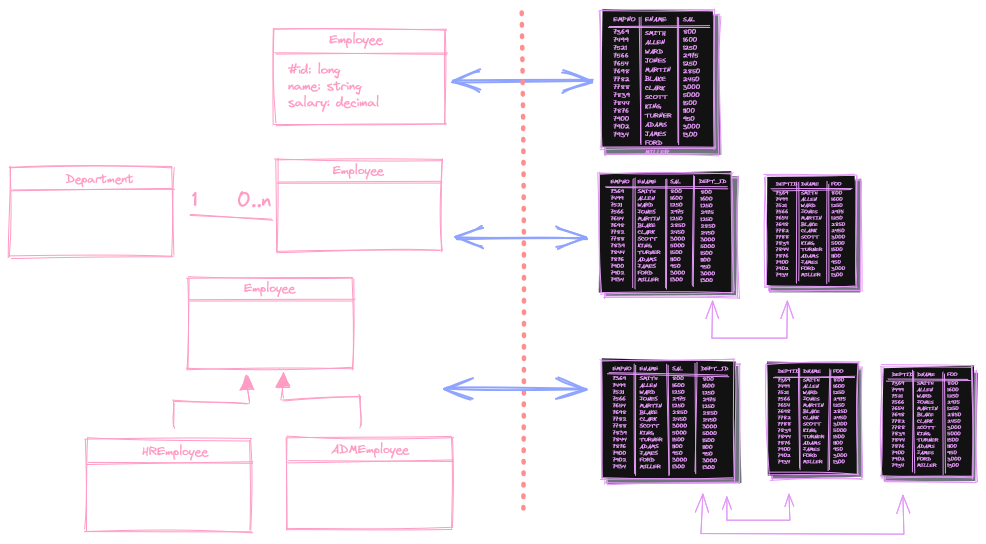 Employee
#id: long
name: string
salary: decimal
EMPNO ENAME SAL
7369 SMITH 800
7499 ALLEN 1600
7521 WARD 1250
7566 JONES 2975
7654 MARTIN 1250
7698 BLAKE 2850
7782 CLARK 2450
7788 SCOTT 3000
7839 KING 5000
7844 TURNER 1500
7876 ADAMS 800
7900 JAMES 950
7902 FORD 3000
7934 1300
Department
1 0..n
Employee
EMPNO ENAME SAL DEPT_ID
7369 SMITH 800 800
7499 ALLEN 1600 1600
7521 WARD 1250 1250
7566 JONES 2975 2975
7654 MARTIN 1250 1250
7698 BLAKE 2850 2850
7782 CLARK 2450 2450
7788 SCOTT 3000 3000
7839 KING 5000 5000
7844 TURNER 1500 1500
7876 ADAMS 800 800
7900 JAMES 950 950
7902 FORD 3000 3000
7934 MILLER 1300 1300
DEPTID DNAME FOO
7369 SMITH 800
7499 ALLEN 1600
7521 WARD 1250
7566 JONES 2975
7654 MARTIN 1250
7698 BLAKE 2850
7782 CLARK 2450
7788 SCOTT 3000
7839 KING 5000
7844 TURNER 1500
7876 ADAMS 800
7900 JAMES 950
7902 FORD 3000
7934 MILLER 1300
Employee
HREmployee
ADMEmployee
EMPNO ENAME SAL DEPT_ID
7369 SMITH 800 800
7499 ALLEN 1600 1600
7521 WARD 1250 1250
7566 JONES 2975 2975
7654 MARTIN 1250 1250
7698 BLAKE 2850 2850
7782 CLARK 2450 2450
7788 SCOTT 3000 3000
7839 KING 5000 5000
7844 TURNER 1500 1500
7876 ADAMS 800 800
7900 JAMES 950 950
7902 FORD 3000 3000
7934 MILLER 1300 1300
DEPTID DNAME FOO
7369 SMITH 800
7499 ALLEN 1600
7521 WARD 1250
7566 JONES 2975
7654 MARTIN 1250
7698 BLAKE 2850
7782 CLARK 2450
7788 SCOTT 3000
7839 KING 5000
7844 TURNER 1500
7876 ADAMS 800
7900 JAMES 950
7902 FORD 3000
7934 MILLER 1300
DEPTID DNAME FOO
7369 SMITH 800
7499 ALLEN 1600
7521 WARD 1250
7566 JONES 2975
7654 MARTIN 1250
7698 BLAKE 2850
7782 CLARK 2450
7788 SCOTT 3000
7839 KING 5000
7844 TURNER 1500
7876 ADAMS 800
7900 JAMES 950
7902 FORD 3000
7934 MILLER 1300